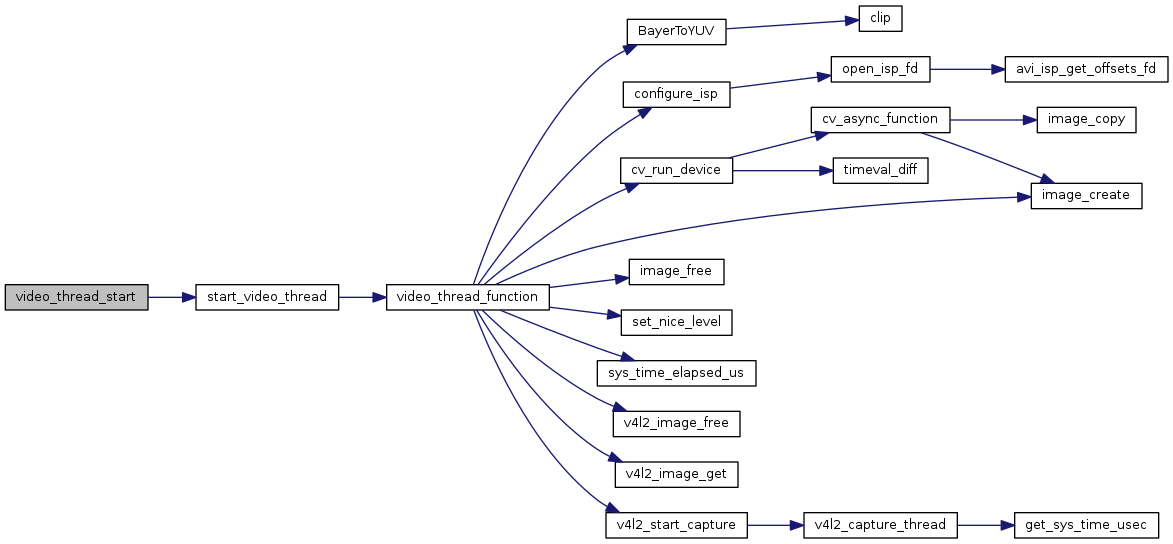 clip
BayerToYUV
open_isp_fd
avi_isp_get_offsets_fd
configure_isp
cv_async_function
image_copy
cv_run_device
timeval_diff
image_create
image_free
video_thread_start
start_video_thread
video_thread_function
set_nice_level
sys_time_elapsed_us
v4l2_image_free
v4l2_image_get
v4l2_start_capture
v4l2_capture_thread
get_sys_time_usec